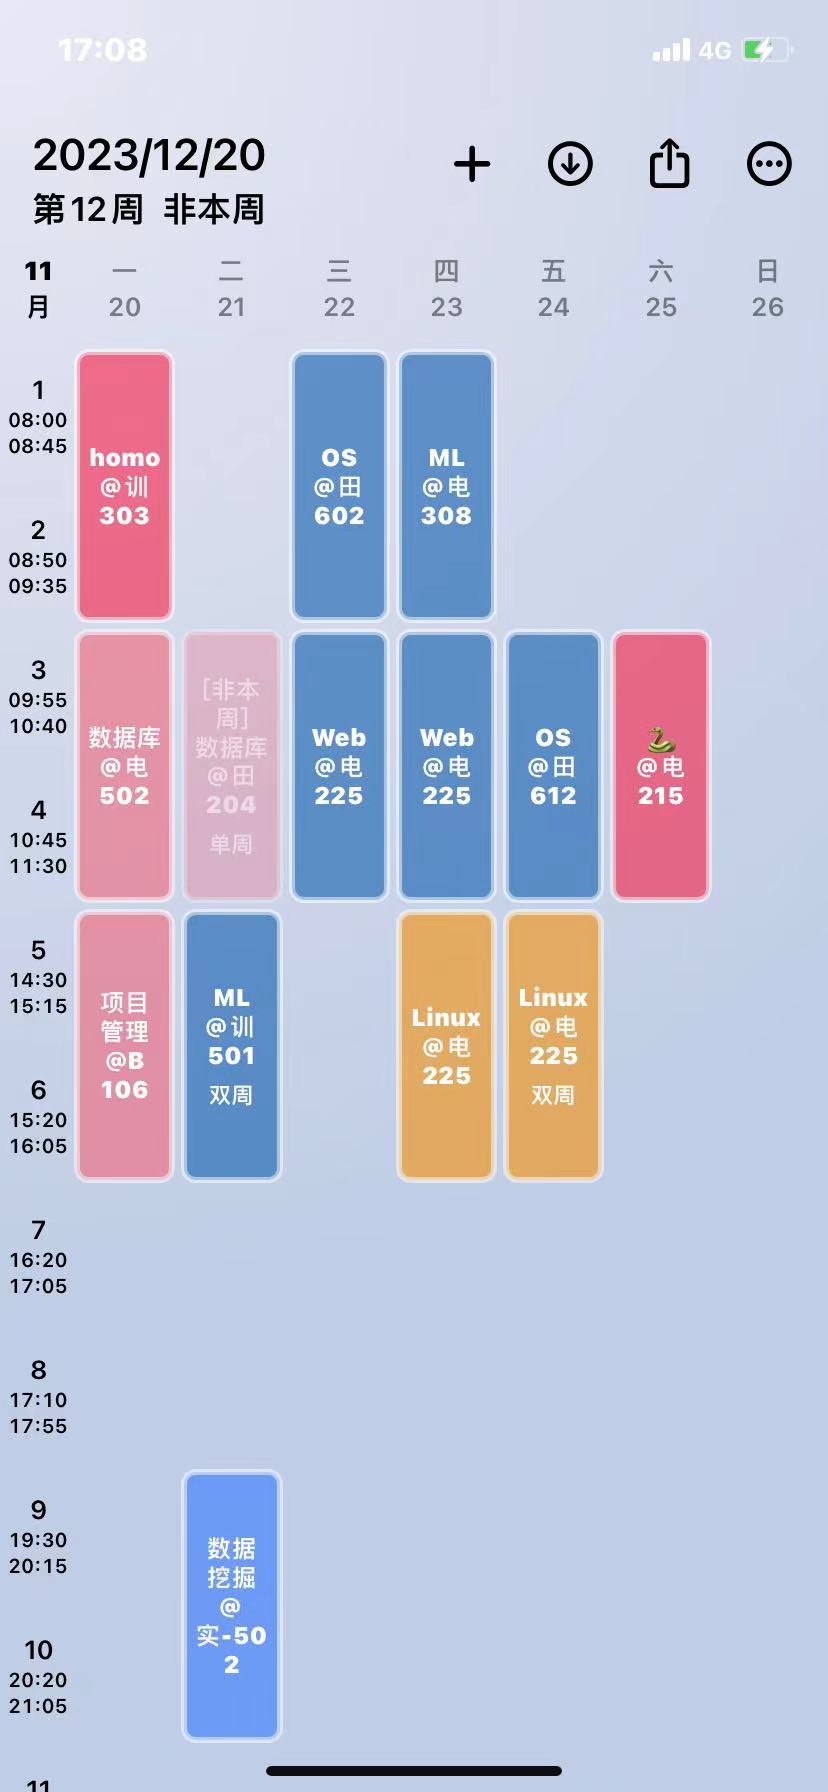 17:08
4G
2023/12/20
第12周 非本周
11
月
一
20
二
21
三
22
四
23
五
24
六
25
日
26
1
08:00
08:45
2
08:50
09:35
homo
@训
303
OS
@田
602
ML
@电
308
3
09:55
10:40
4
10:45
11:30
数据库
@电
502
[非本
周]
数据库
@田
204
单周
Web
@电
225
Web
@电
225
OS
@田
612
🐍
@电
215
5
14:30
15:15
6
15:20
16:05
项目
管理
@B
106
ML
@训
501
双周
Linux
@电
225
Linux
@电
225
双周
7
16:20
17:05
8
17:10
17:55
9
19:30
20:15
10
20:20
21:05
数据
挖掘
@
实-50
2
11